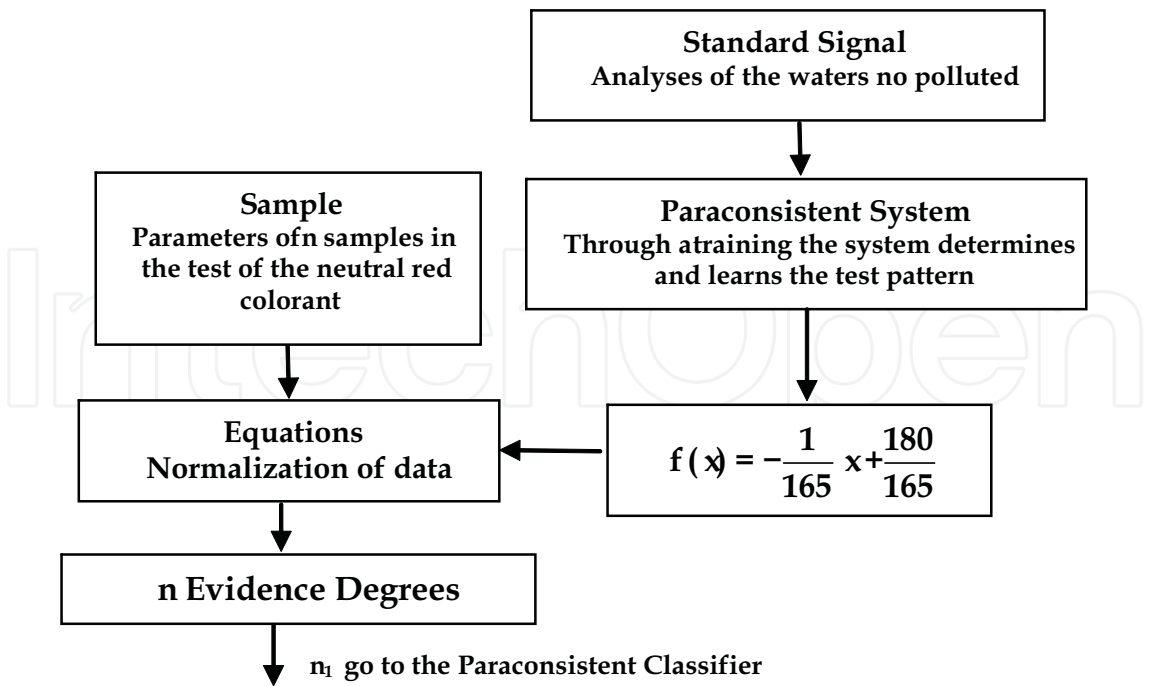 Standard Signal
Analyses of the waters no polluted
Sample
Parameters ofn samples in
the test of the neutral red
colorant
Paraconsistent System
Through atraining the system determines
and learns the test pattern
Equations
Normalization of data
f ( x) = −1/165 x+180/165
n Evidence Degrees
n₁ go to the Paraconsistent Classifier
IntechOpen